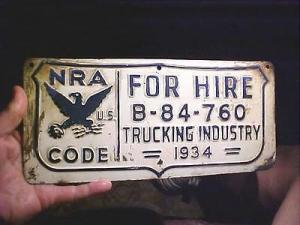 NRA
U.S.
CODE
FOR HIRE
B-84-760
TRUCKING INDUSTRY
1934